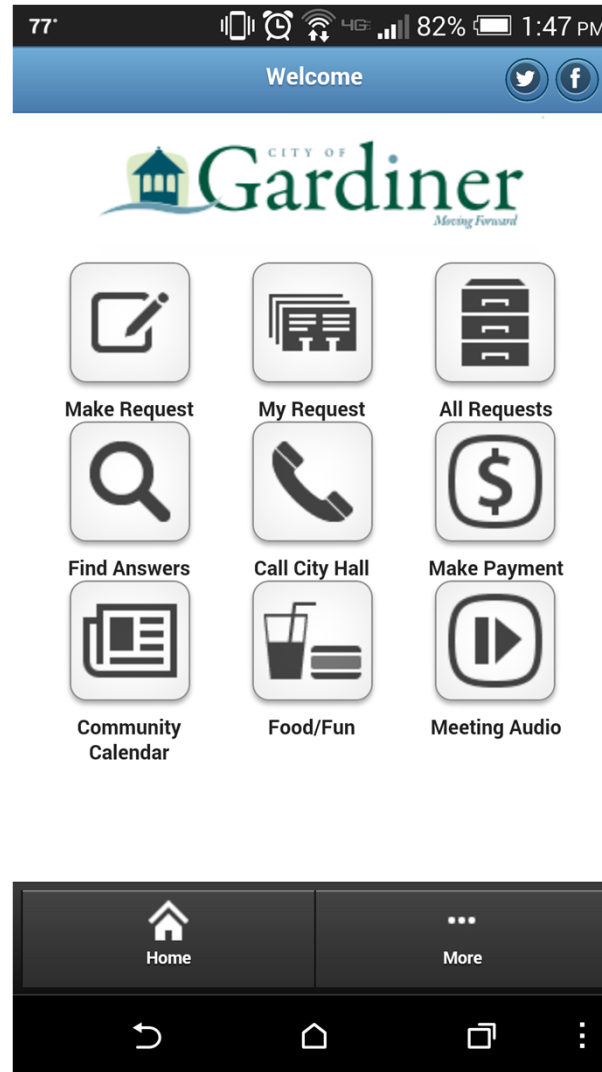 77° 4G 82% 1:47 PM
Welcome
CITY OF
Gardiner
Moving Forward
Make Request My Request All Requests
Find Answers Call City Hall Make Payment
Community Food/Fun Meeting Audio
Calendar
Home More